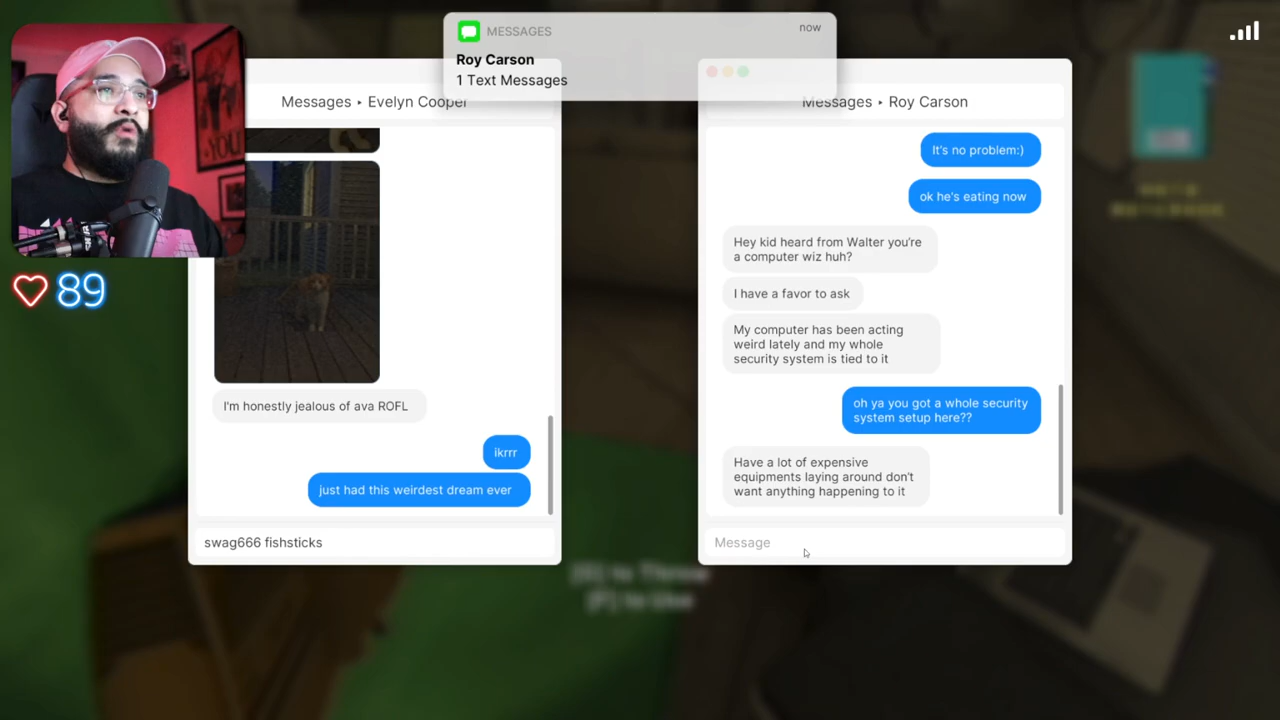 MESSAGES
now
Roy Carson
1 Text Messages
Messages ▸ Evelyn Cooper
I'm honestly jealous of ava ROFL
ikrrr
just had this weirdest dream ever
swag666 fishsticks
Messages ▸ Roy Carson
It's no problem:)
ok he's eating now
Hey kid heard from Walter you're
a computer wiz huh?
I have a favor to ask
My computer has been acting
weird lately and my whole
security system is tied to it
oh ya you got a whole security
system setup here??
Have a lot of expensive
equipments laying around don't
want anything happening to it
Message
89
YOU
[F] to Use